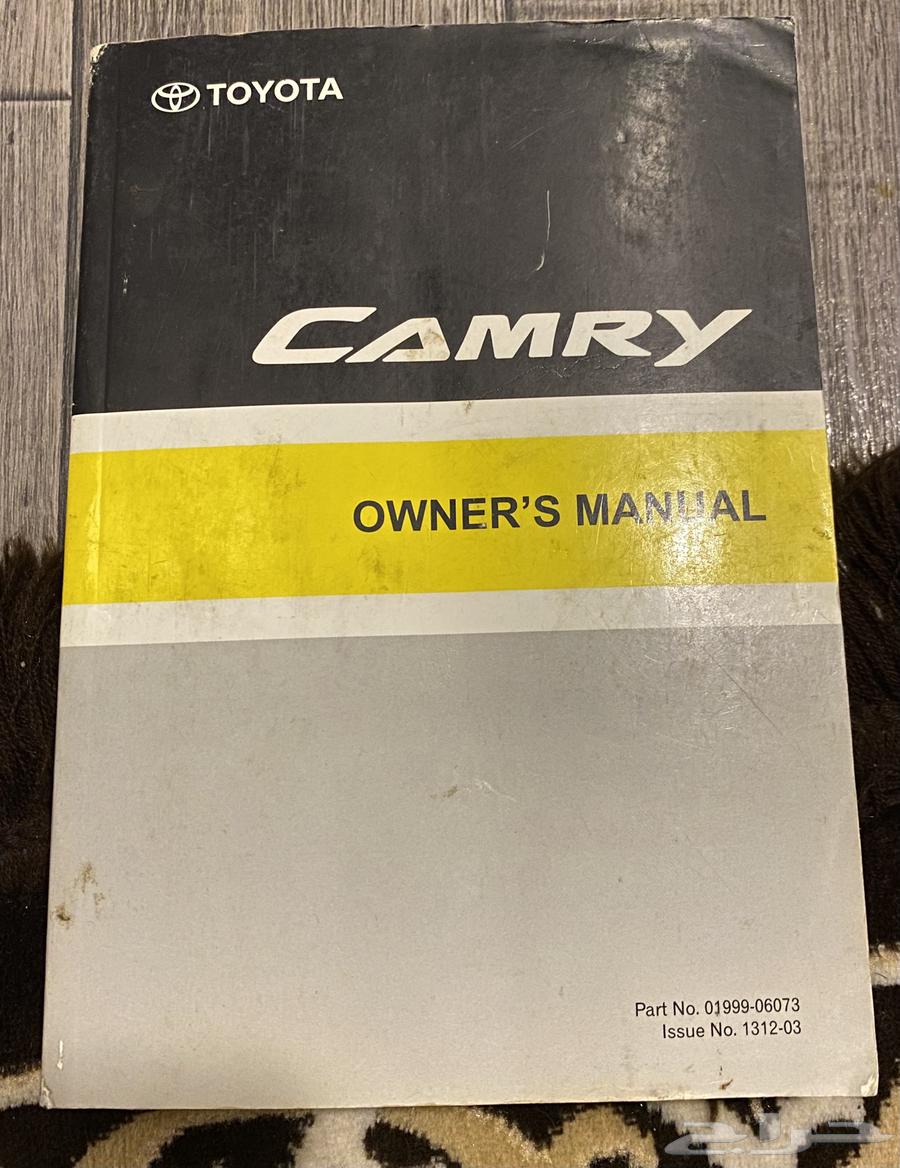 TOYOTA
CAMRY
OWNER'S MANUAL
Part No. 01999-06073
Issue No. 1312-03
حراج